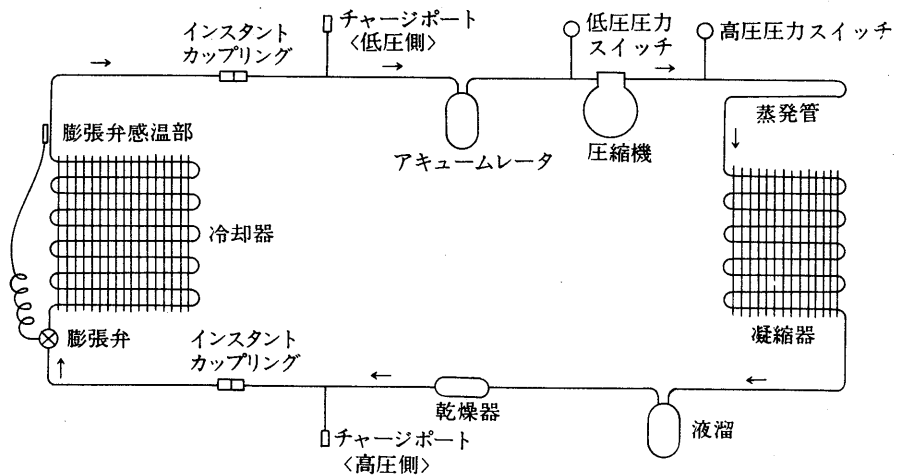 チャージポート
〈低圧側〉
インスタント
カップリング
低圧圧力
スイッチ
高圧圧力スイッチ
膨張弁感温部
アキュームレータ
圧縮機
蒸発管
冷却器
膨張弁
インスタント
カップリング
凝縮器
乾燥器
チャージポート
〈高圧側〉
液溜